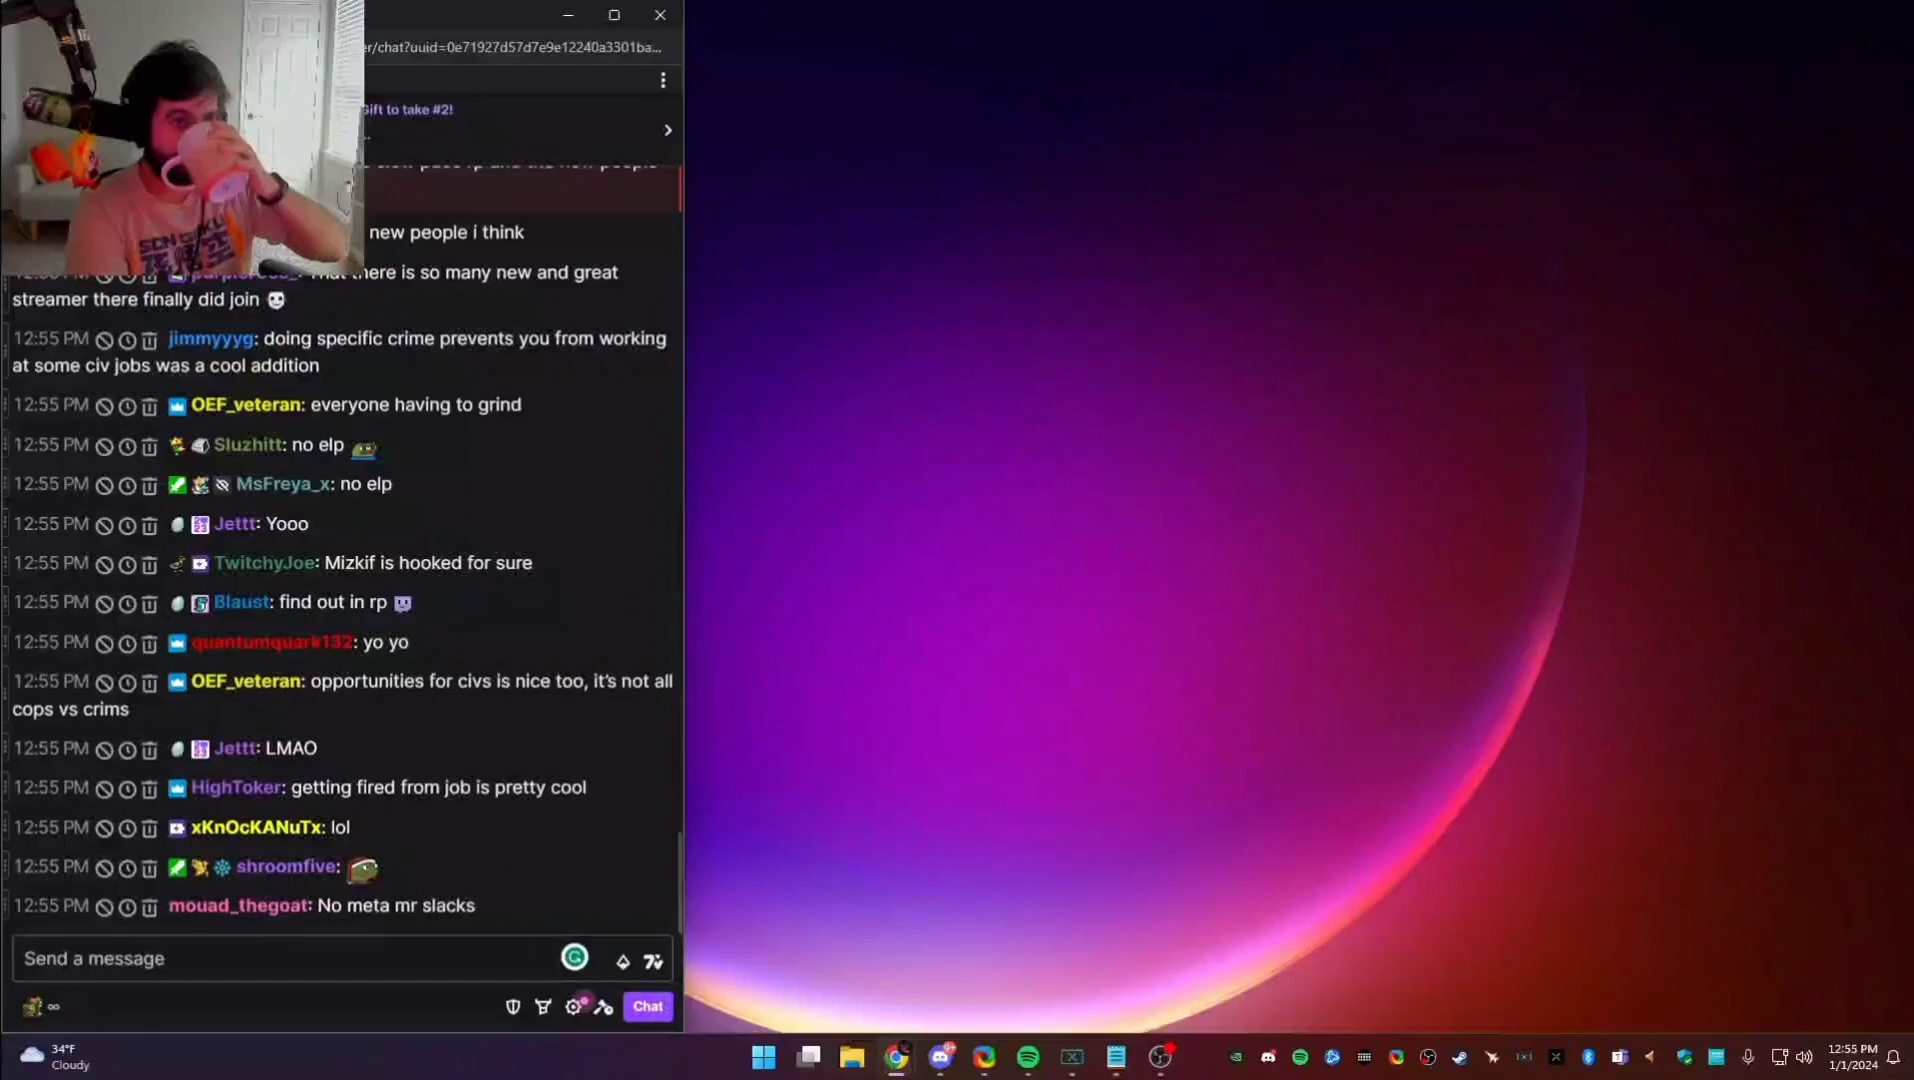 er/chat?uuid=0e71927d57d7e9e12240a3301ba...
Gift to take #2!
new people i think
there is so many new and great
streamer there finally did join
12:55 PM jimmyyyg: doing specific crime prevents you from working
at some civ jobs was a cool addition
12:55 PM OEF_veteran: everyone having to grind
12:55 PM Sluzhitt: no elp
12:55 PM MsFreya_x: no elp
12:55 PM Jettt: Yooo
12:55 PM TwitchyJoe: Mizkif is hooked for sure
12:55 PM Blaust: find out in rp
12:55 PM quantumquark132: yo yo
12:55 PM OEF_veteran: opportunities for civs is nice too, it's not all
cops vs crims
12:55 PM Jettt: LMAO
12:55 PM HighToker: getting fired from job is pretty cool
12:55 PM xKnOcKANuTx: lol
12:55 PM shroomfive:
12:55 PM mouad_thegoat: No meta mr slacks
Send a message
Chat
34°F
Cloudy
12:55 PM
1/1/2024